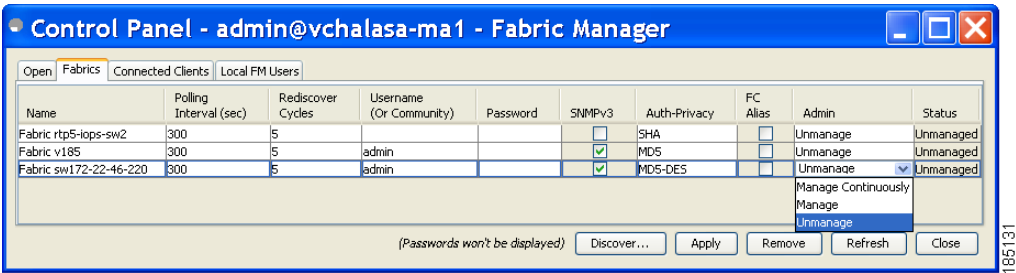 Control Panel - admin@vchalasa-ma1 - Fabric Manager
Open Fabrics Connected Clients Local FM Users
Name Polling Interval (sec) Rediscover Cycles Username (Or Community) Password SNMPv3 Auth-Privacy FC Alias Admin Status
Fabric rtp5-iops-sw2 300 5 SHA Unmanage Unmanaged
Fabric v185 300 5 admin MD5 Unmanage Unmanaged
Fabric sw172-22-46-220 300 5 admin MD5-DES Unmanage Unmanaged
Manage Continuously
Manage
Unmanage
(Passwords won't be displayed) Discover... Apply Remove Refresh Close
185131